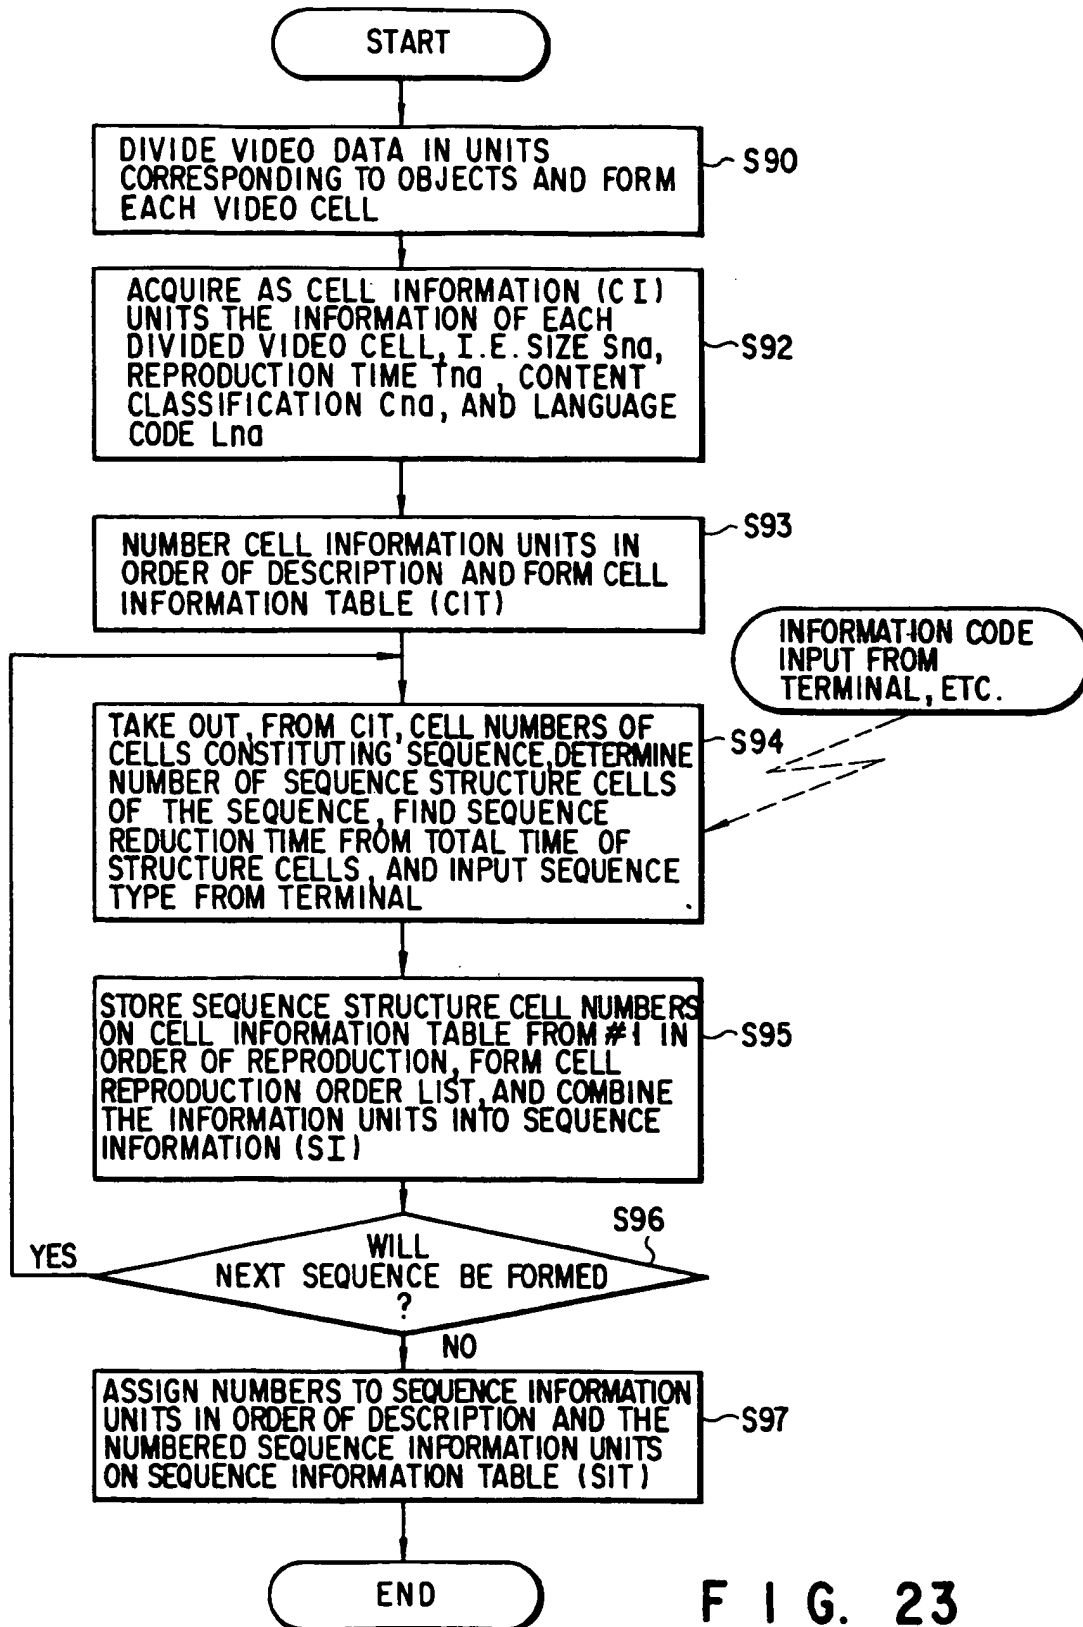 START
DIVIDE VIDEO DATA IN UNITS
CORRESPONDING TO OBJECTS AND FORM
EACH VIDEO CELL
S90
ACQUIRE AS CELL INFORMATION (CI)
UNITS THE INFORMATION OF EACH
DIVIDED VIDEO CELL, I.E. SIZE Sna,
REPRODUCTION TIME Tna, CONTENT
CLASSIFICATION Cna, AND LANGUAGE
CODE Lna
S92
NUMBER CELL INFORMATION UNITS IN
ORDER OF DESCRIPTION AND FORM CELL
INFORMATION TABLE (CIT)
S93
INFORMATION CODE
INPUT FROM
TERMINAL, ETC.
TAKE OUT, FROM CIT, CELL NUMBERS OF
CELLS CONSTITUTING SEQUENCE, DETERMINE
NUMBER OF SEQUENCE STRUCTURE CELLS
OF THE SEQUENCE, FIND SEQUENCE
REDUCTION TIME FROM TOTAL TIME OF
STRUCTURE CELLS, AND INPUT SEQUENCE
TYPE FROM TERMINAL
S94
STORE SEQUENCE STRUCTURE CELL NUMBERS
ON CELL INFORMATION TABLE FROM #1 IN
ORDER OF REPRODUCTION, FORM CELL
REPRODUCTION ORDER LIST, AND COMBINE
THE INFORMATION UNITS INTO SEQUENCE
INFORMATION (SI)
S95
S96
YES
WILL
NEXT SEQUENCE BE FORMED
?
NO
ASSIGN NUMBERS TO SEQUENCE INFORMATION
UNITS IN ORDER OF DESCRIPTION AND THE
NUMBERED SEQUENCE INFORMATION UNITS
ON SEQUENCE INFORMATION TABLE (SIT)
S97
END
FIG. 23